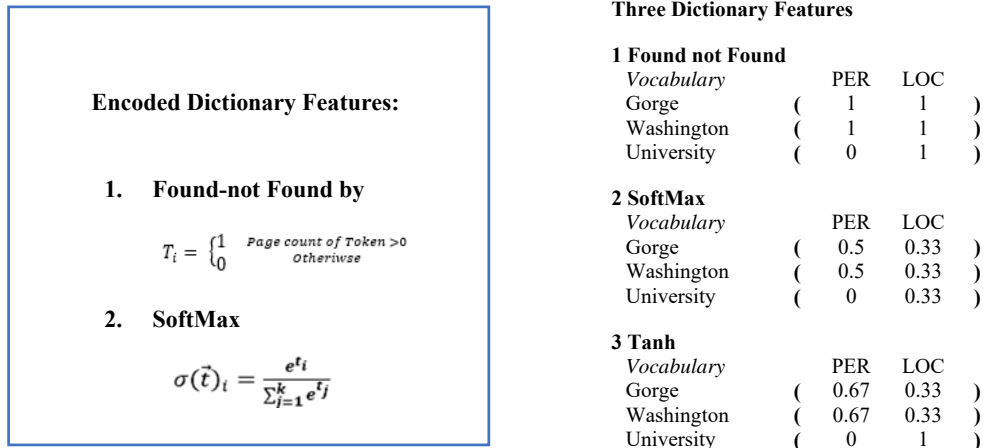 Encoded Dictionary Features:
1. Found-not Found by
T_i = {1 Page count of Token >0
0 Otheriwse
2. SoftMax
σ(t⃗)_i = e^{t_i} / Σ_{j=1}^{k} e^{t_j}
Three Dictionary Features
1 Found not Found
Vocabulary PER LOC
Gorge ( 1 1 )
Washington ( 1 1 )
University ( 0 1 )
2 SoftMax
Vocabulary PER LOC
Gorge ( 0.5 0.33 )
Washington ( 0.5 0.33 )
University ( 0 0.33 )
3 Tanh
Vocabulary PER LOC
Gorge ( 0.67 0.33 )
Washington ( 0.67 0.33 )
University ( 0 1 )